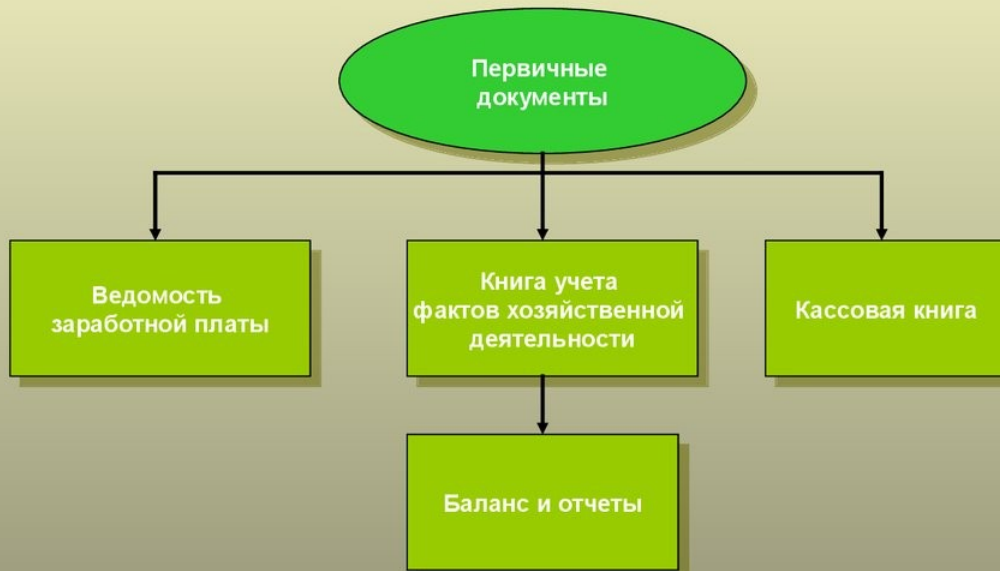 Первичные
документы
Ведомость
заработной платы
Книга учета
фактов хозяйственной
деятельности
Кассовая книга
Баланс и отчеты